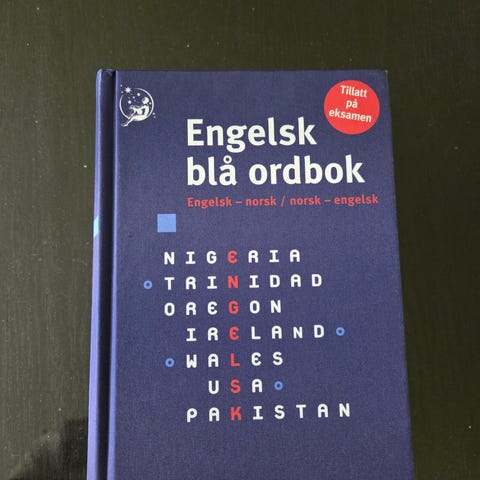 Tillatt
på
eksamen
Engelsk
blå ordbok
Engelsk – norsk / norsk – engelsk
NIGERIA
TRINIDAD
OREGON
IRELAND
WALES
USA
PAKISTAN